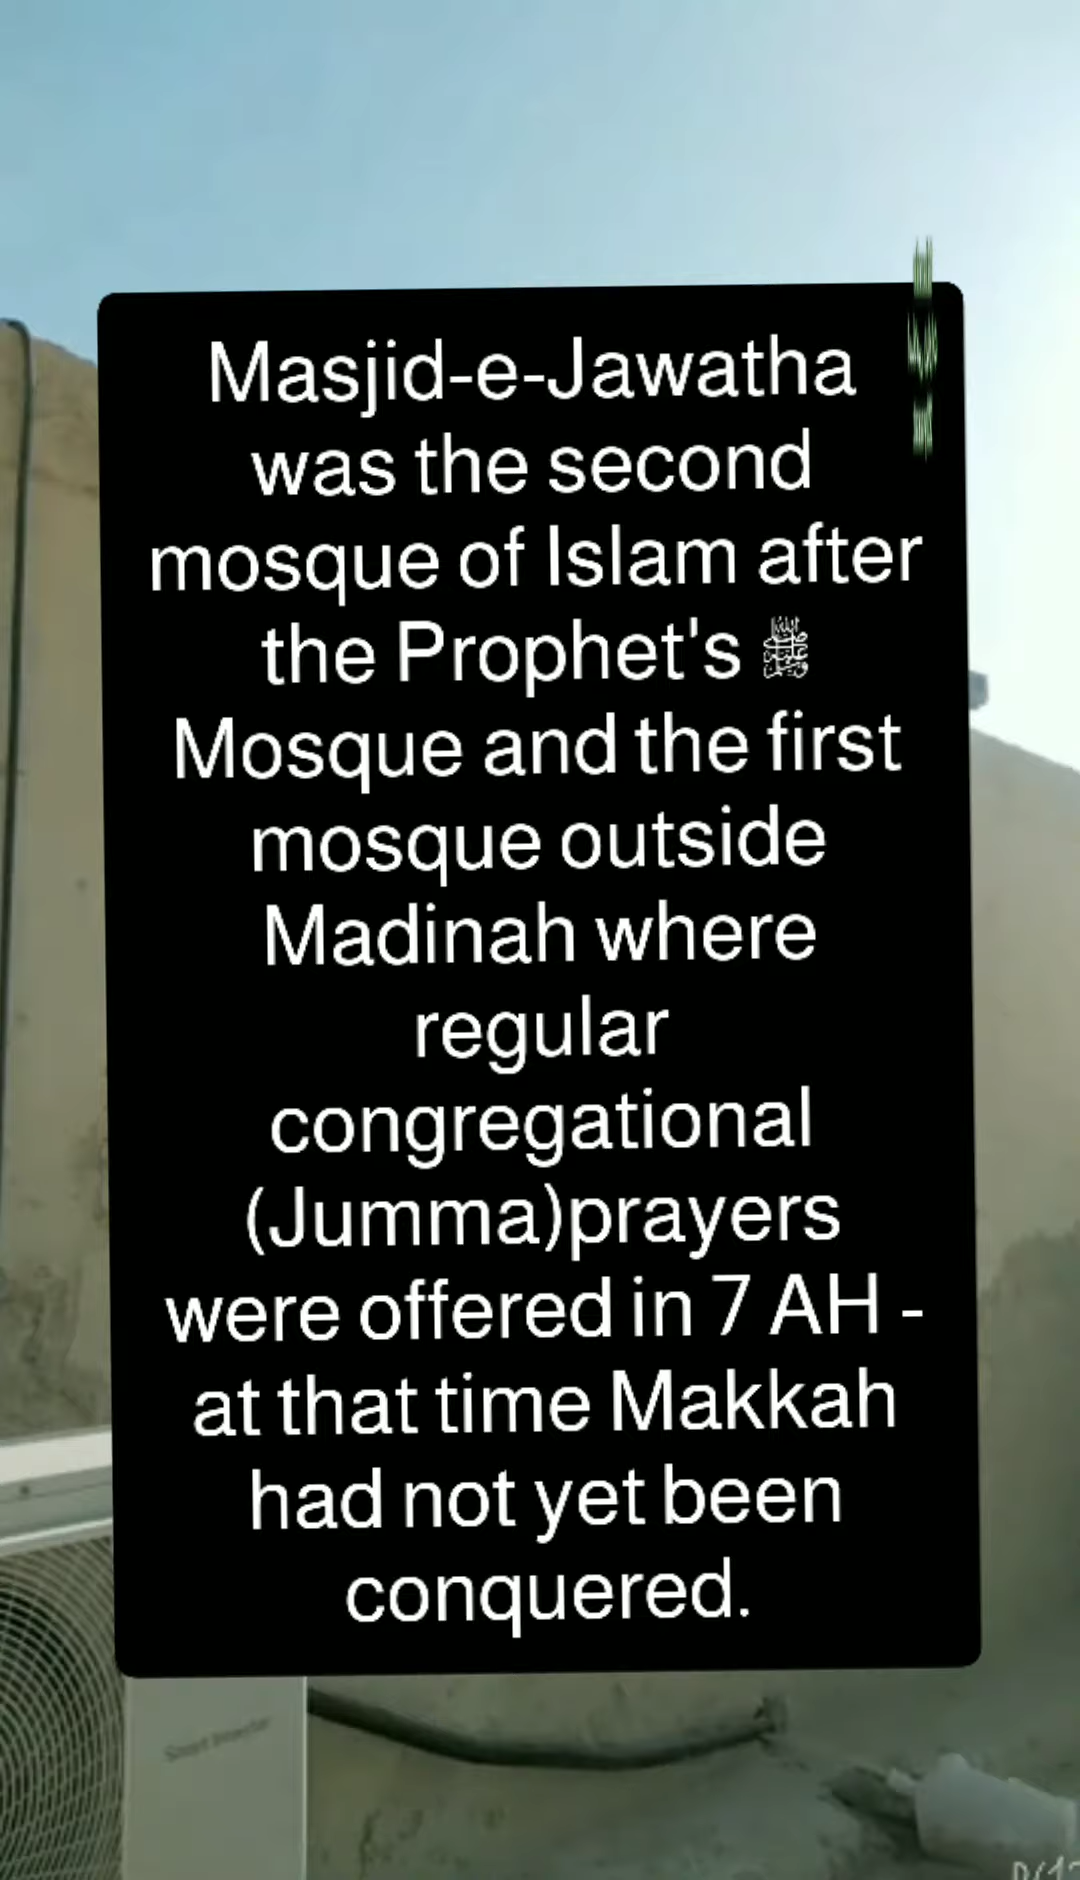 Masjid-e-Jawatha
was the second
mosque of Islam after
the Prophet's ﷺ
Mosque and the first
mosque outside
Madinah where
regular
congregational
(Jumma)prayers
were offered in 7 AH -
at that time Makkah
had not yet been
conquered.